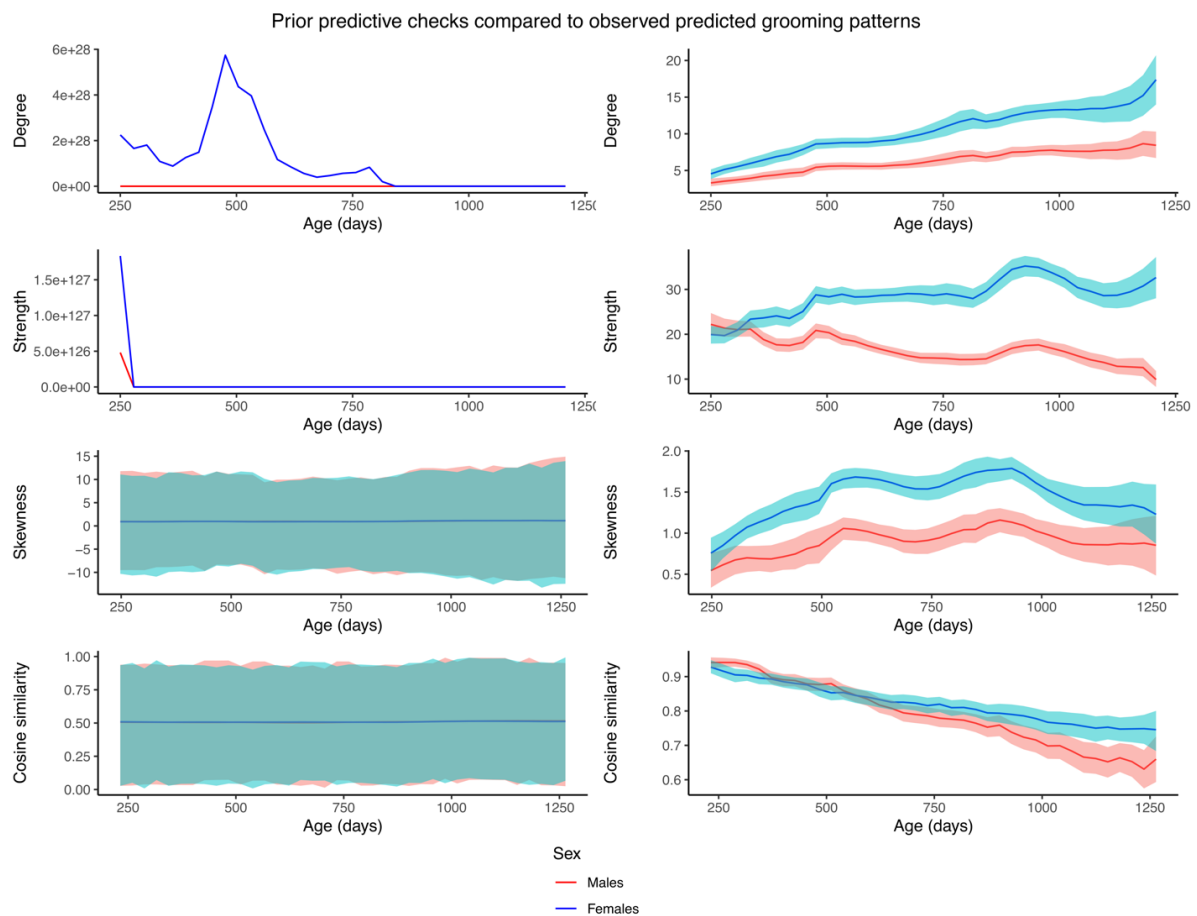 Prior predictive checks compared to observed predicted grooming patterns
6e+28
4e+28
2e+28
0e+00
Degree
250 500 750 1000 1250
Age (days)
20
15
10
5
Degree
250 500 750 1000 1250
Age (days)
1.5e+127
1.0e+127
5.0e+126
0.0e+00
Strength
250 500 750 1000 1250
Age (days)
30
20
10
Strength
250 500 750 1000 1250
Age (days)
15
10
5
0
−5
−10
Skewness
250 500 750 1000 1250
Age (days)
2.0
1.5
1.0
0.5
Skewness
250 500 750 1000 1250
Age (days)
1.00
0.75
0.50
0.25
0.00
Cosine similarity
250 500 750 1000 1250
Age (days)
0.9
0.8
0.7
0.6
Cosine similarity
250 500 750 1000 1250
Age (days)
Sex
Males
Females